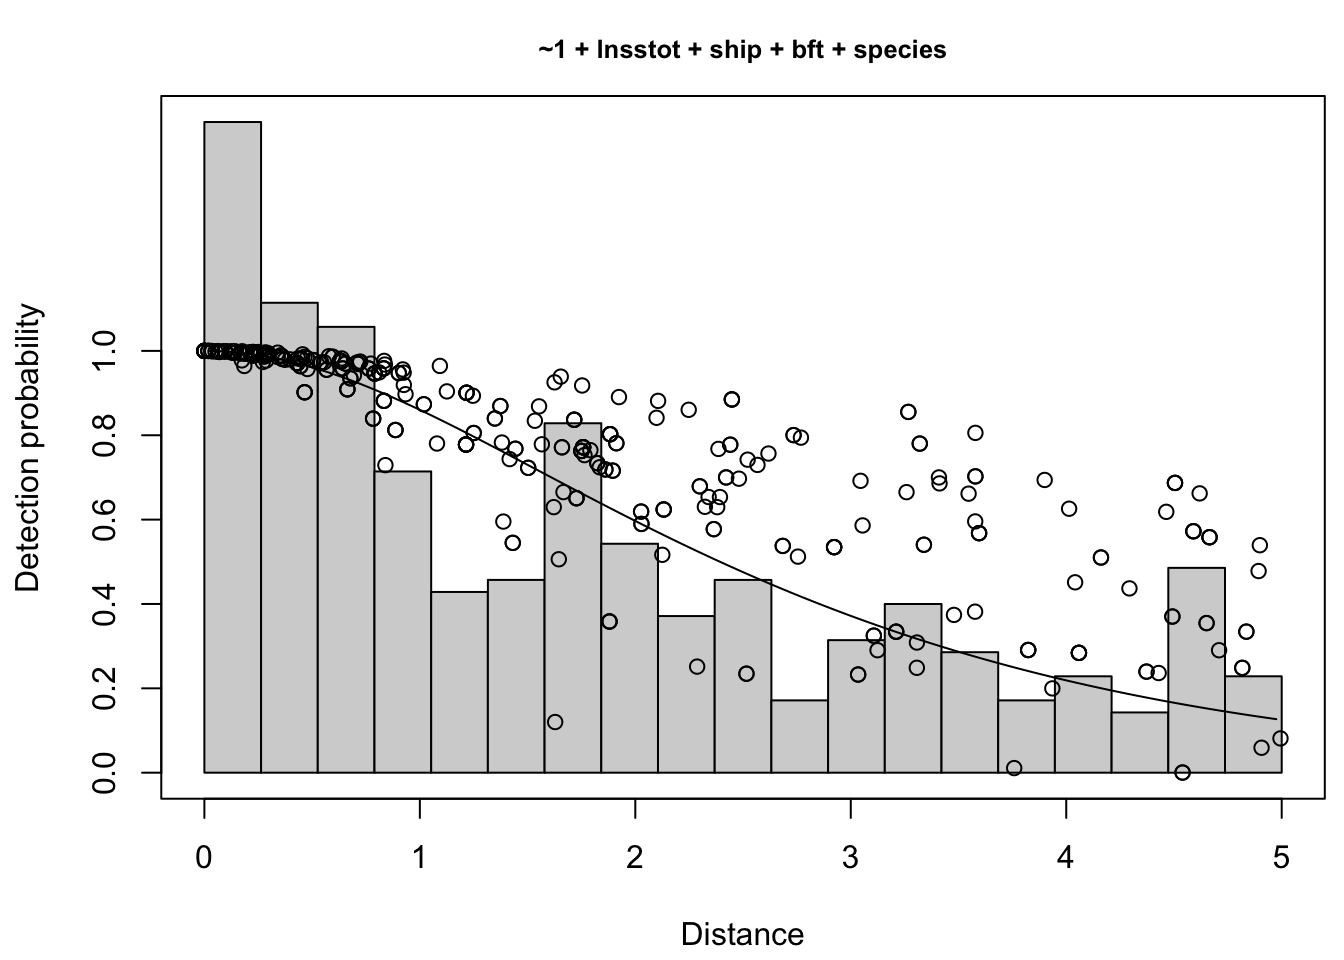 ~1 + lnsstot + ship + bft + species
Detection probability
1.0
0.8
0.6
0.4
0.2
0.0
0 1 2 3 4 5
Distance